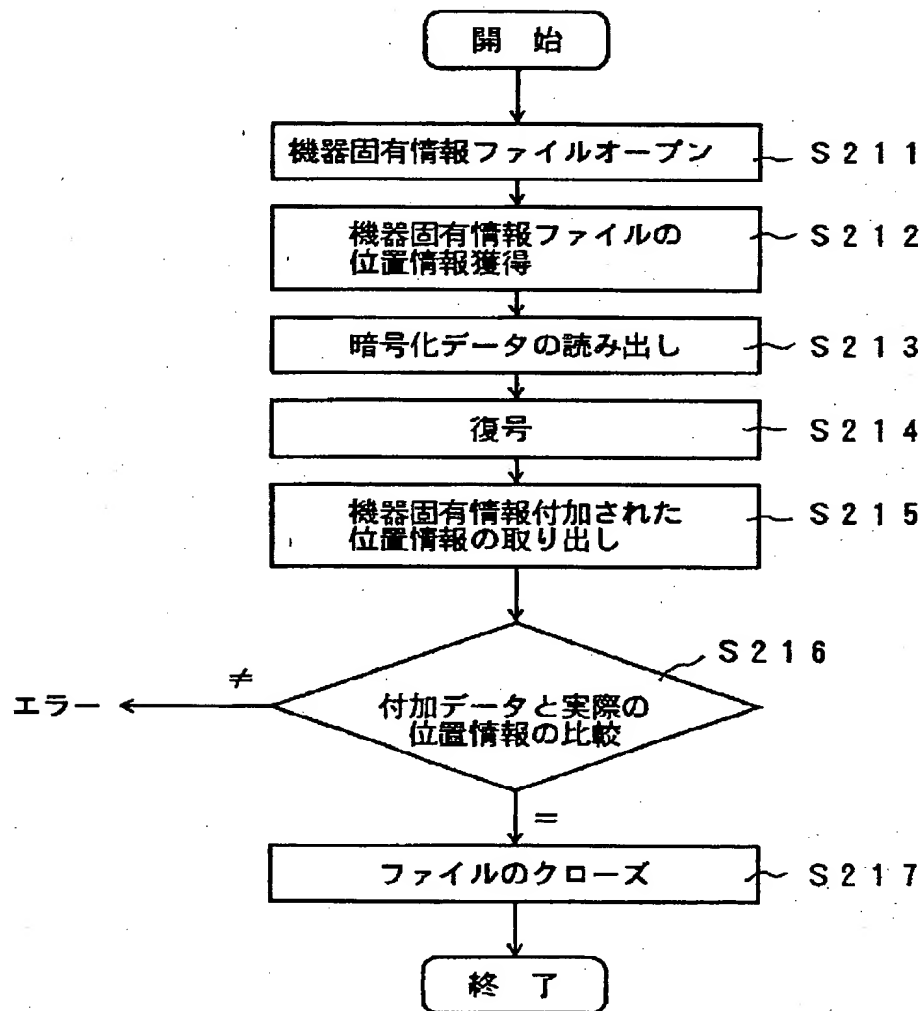 開 始
機器固有情報ファイルオープン
S211
機器固有情報ファイルの
位置情報獲得
S212
暗号化データの読み出し
S213
復号
S214
機器固有情報付加された
位置情報の取り出し
S215
S216
≠
エラー
付加データと実際の
位置情報の比較
=
ファイルのクローズ
S217
終 了